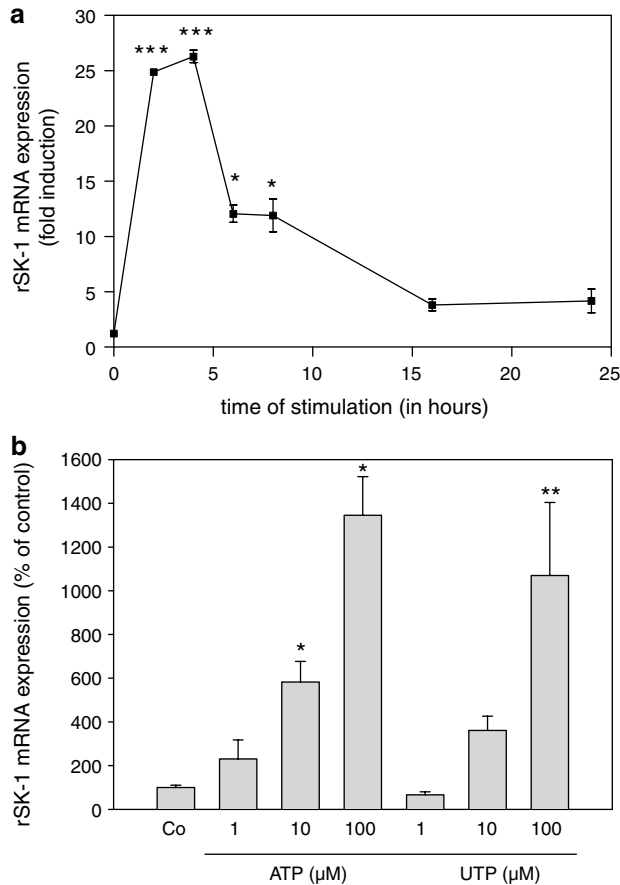 a
rSK-1 mRNA expression
(fold induction)
30
25
20
15
10
5
0
***
***
*
*
0 5 10 15 20 25
time of stimulation (in hours)
b
rSK-1 mRNA expression (% of control)
1600
1400
1200
1000
800
600
400
200
0
*
*
**
Co 1 10 100 1 10 100
ATP (µM) UTP (µM)